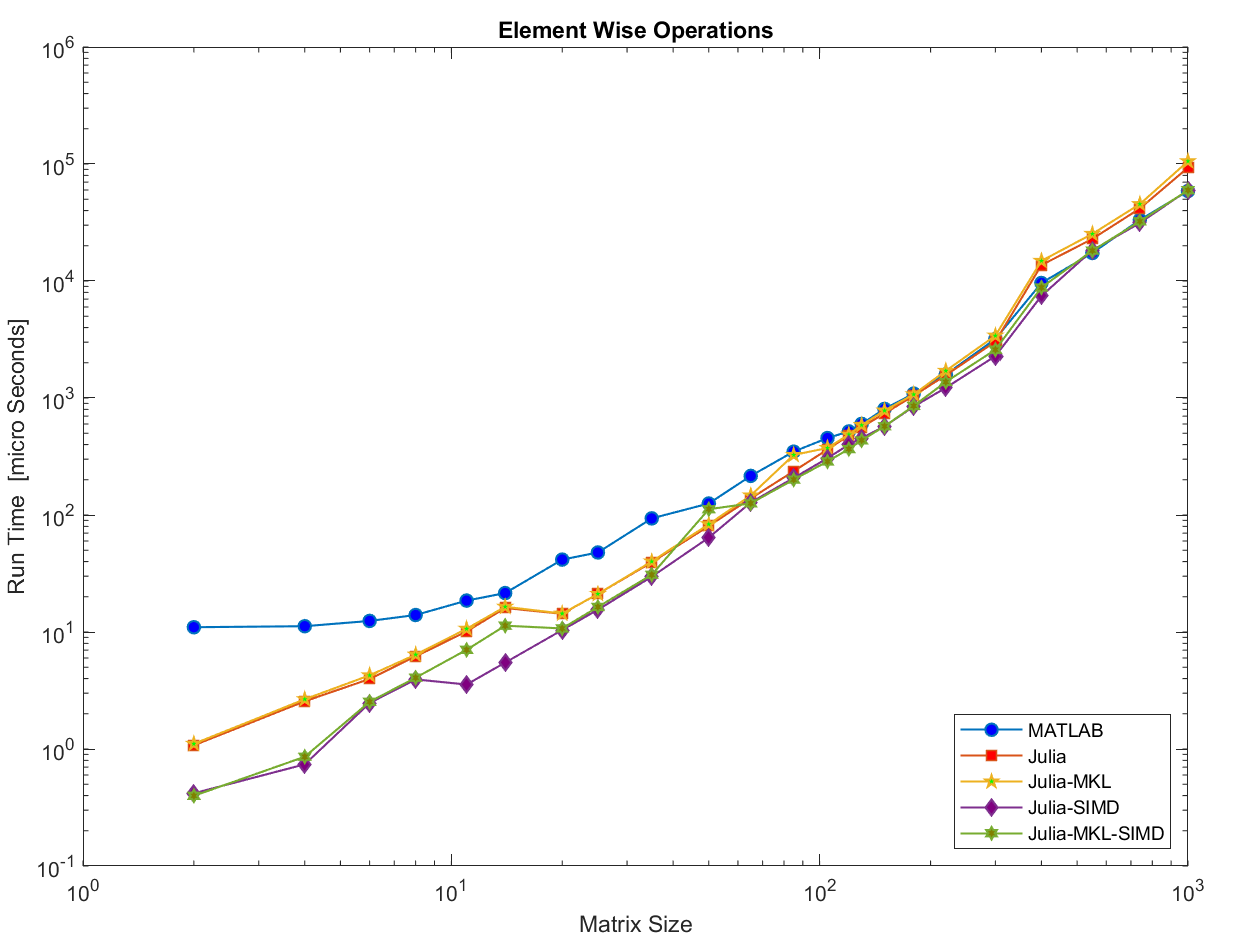 Element Wise Operations
10^6
10^5
10^4
10^3
10^2
10^1
10^0
10^-1
Run Time [micro Seconds]
10^0 10^1 10^2 10^3
Matrix Size
MATLAB
Julia
Julia-MKL
Julia-SIMD
Julia-MKL-SIMD